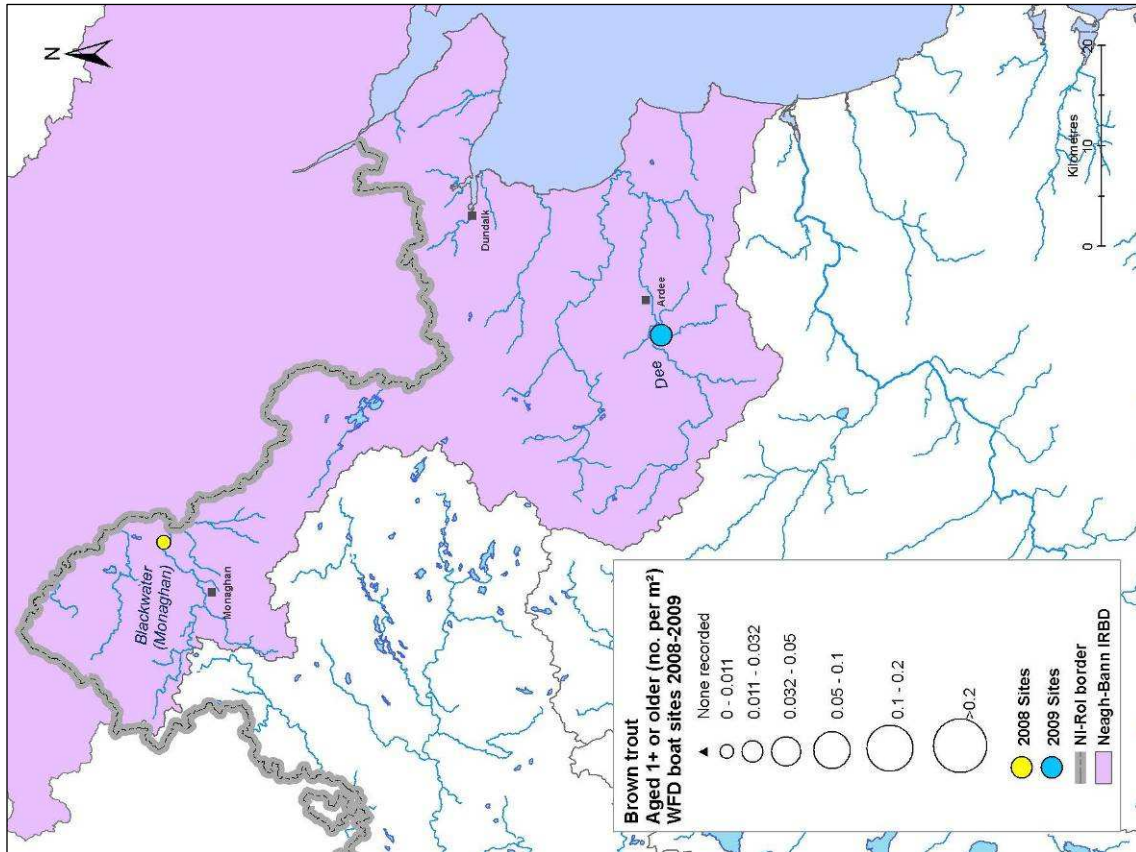 N
Blackwater
(Monaghan)
Monaghan
Dundalk
Ardee
Dee
Brown trout
Aged 1+ or older (no. per m²)
WFD boat sites 2008-2009
None recorded
0 - 0.011
0.011 - 0.032
0.032 - 0.05
0.05 - 0.1
0.1 - 0.2
>0.2
2008 Sites
2009 Sites
NI-RoI border
Neagh-Bann IRBD
0 10 20
Kilometres